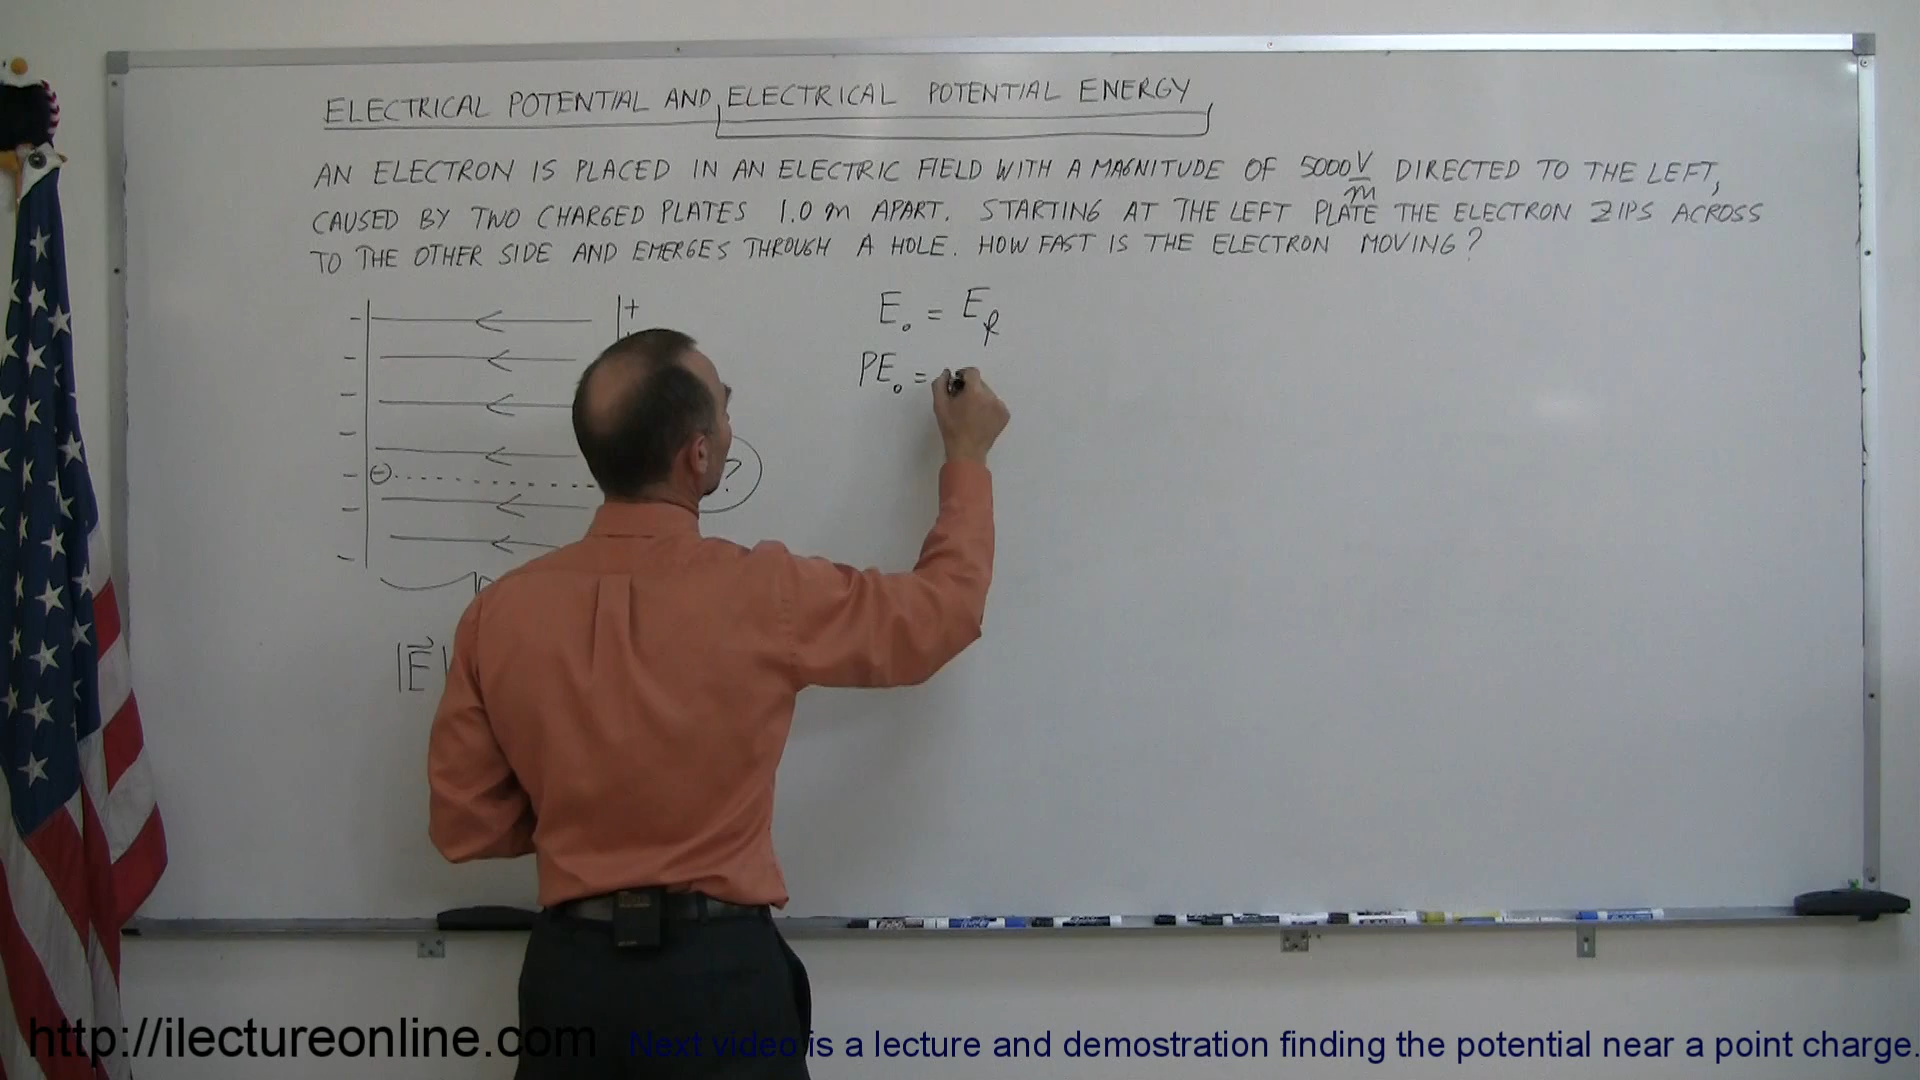 ELECTRICAL POTENTIAL AND ELECTRICAL POTENTIAL ENERGY
AN ELECTRON IS PLACED IN AN ELECTRIC FIELD WITH A MAGNITUDE OF 5000 V/m DIRECTED TO THE LEFT,
CAUSED BY TWO CHARGED PLATES 1.0 m APART. STARTING AT THE LEFT PLATE THE ELECTRON ZIPS ACROSS
TO THE OTHER SIDE AND EMERGES THROUGH A HOLE. HOW FAST IS THE ELECTRON MOVING?
E₀ = E_f
PE₀ =
+
?
|E|
http://ilectureonline.com
Next video is a lecture and demostration finding the potential near a point charge.